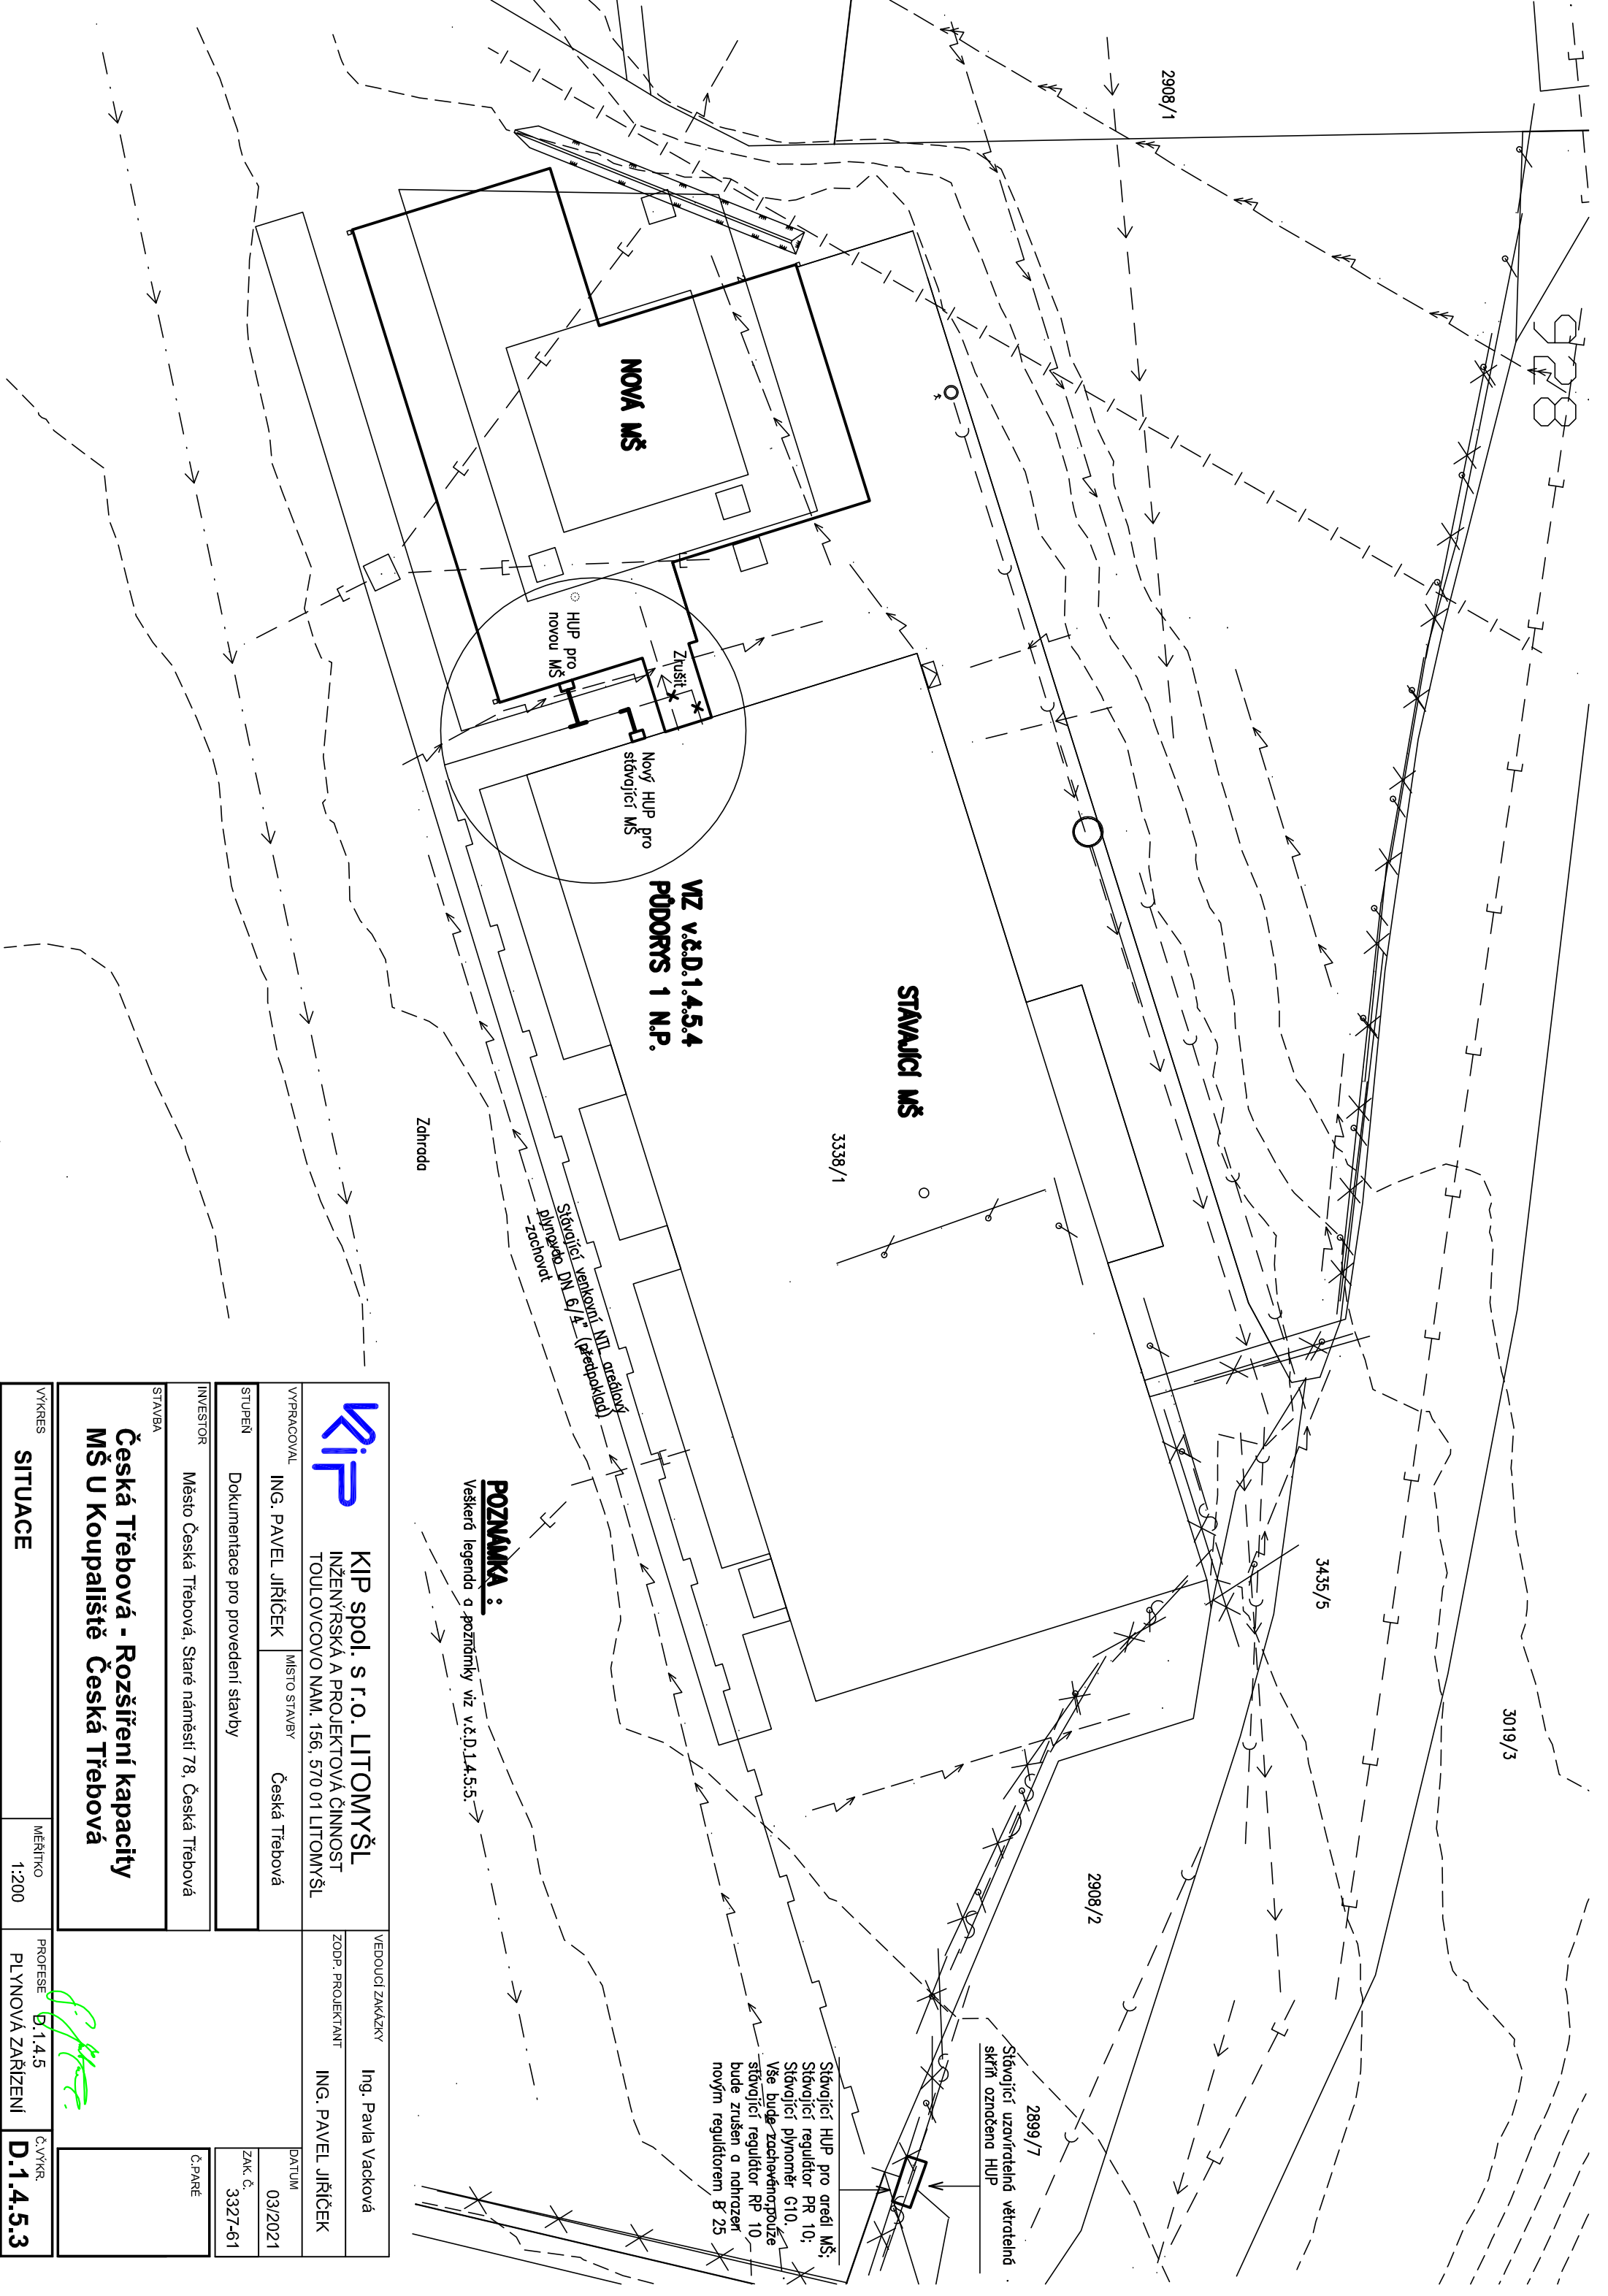 2908/1
528
NOVÁ MŠ
HUP pro
novou MŠ
Zrušit
Nový HUP pro
stávající MŠ
VIZ v.č.D.1.4.5.4
PŮDORYS 1 N.P.
STÁVAJÍCÍ MŠ
3338/1
Zahrada
Stávající venkovní NTL areálový
plynovdo DN 6/4" (předpoklad)
-zachovat
3435/5
3019/3
2908/2
2899/7
Stávající uzavíratelná větratelná
skříň označena HUP
Stávající HUP pro areál MŠ;
Stávající regulátor PR 10;
Stávající plynoměr G10.
Vše bude zachováno,pouze
stávající regulátor RP 10
bude zrušen a nahrazen
novým regulátorem B 25
POZNÁMKA :
Veškerá legenda a poznámky viz v.č.D.1.4.5.5.
KiP
KIP spol. s r.o. LITOMYŠL
INŽENÝRSKÁ A PROJEKTOVÁ ČINNOST
TOULOVCOVO NAM. 156, 570 01 LITOMYŠL
VEDOUCÍ ZAKÁZKY
Ing. Pavla Vacková
ZODP. PROJEKTANT
ING. PAVEL JIŘÍČEK
VYPRACOVAL
ING. PAVEL JIŘÍČEK
MÍSTO STAVBY
Česká Třebová
DATUM
03/2021
STUPEŇ
Dokumentace pro provedení stavby
ZAK. Č.
3327-61
INVESTOR
Město Česká Třebová, Staré náměstí 78, Česká Třebová
Č.PARÉ
STAVBA
Česká Třebová - Rozšíření kapacity
MŠ U Koupaliště Česká Třebová
VÝKRES
SITUACE
MĚŘÍTKO
1:200
PROFESE
D.1.4.5
PLYNOVÁ ZAŘÍZENÍ
Č.VÝKR.
D.1.4.5.3